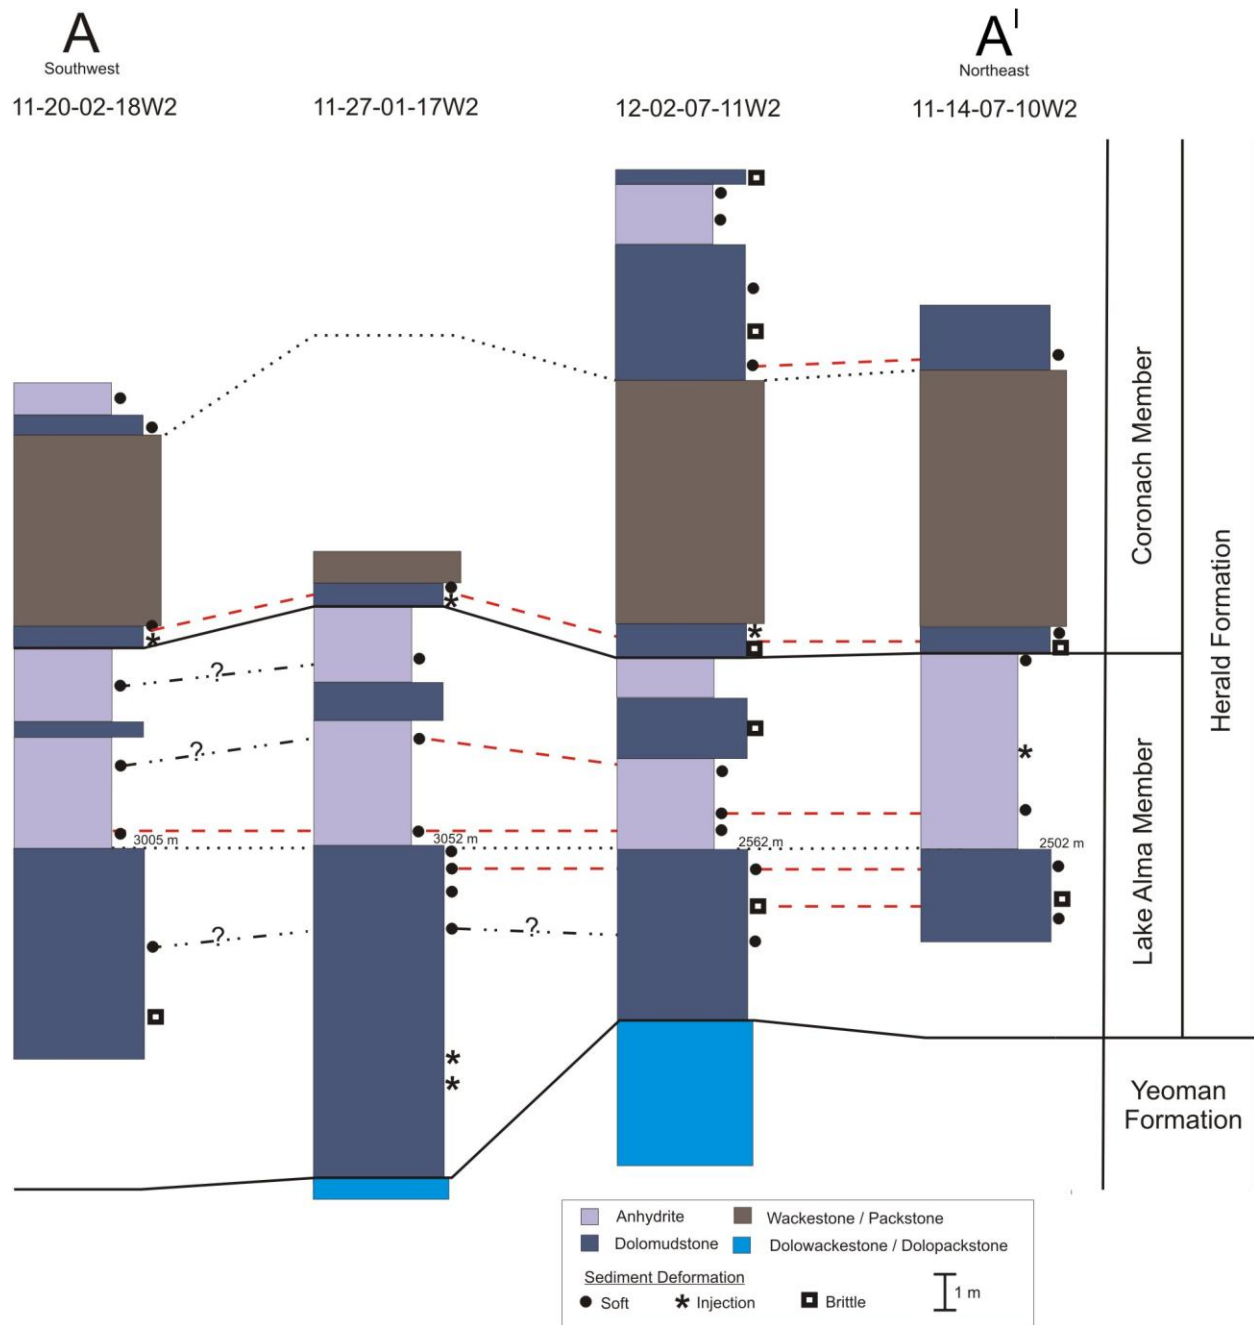 A
A'
Southwest
Northeast
11-20-02-18W2
11-27-01-17W2
12-02-07-11W2
11-14-07-10W2
Coronach Member
Herald Formation
?
?
Lake Alma Member
3005 m
3052 m
2562 m
2502 m
?
?
Yeoman
Formation
Anhydrite
Wackestone / Packstone
Dolomudstone
Dolowackestone / Dolopackstone
Sediment Deformation
Soft
Injection
Brittle
1 m